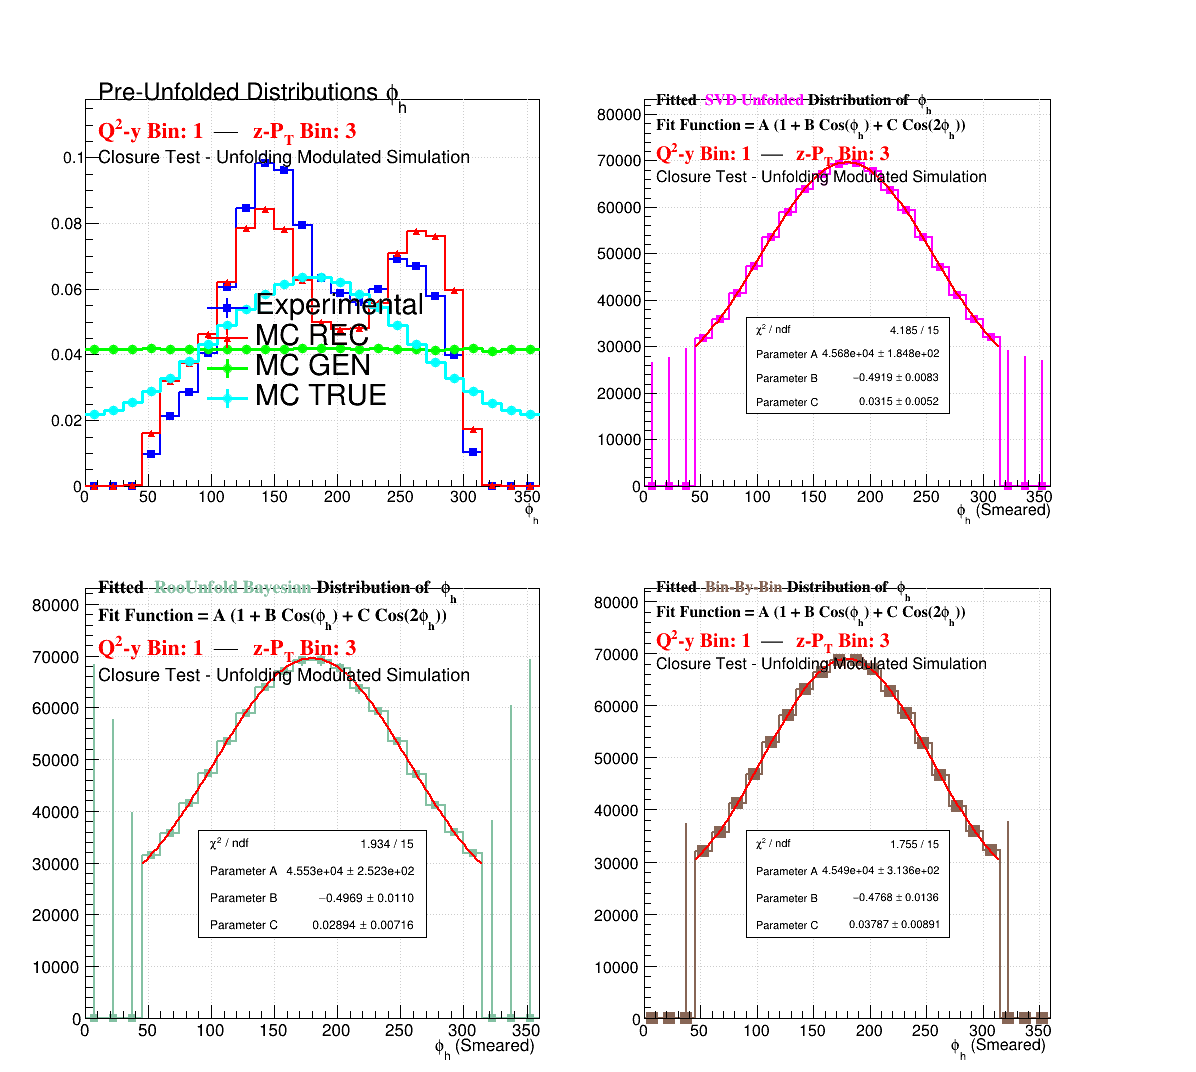 Pre-Unfolded Distributions ϕh
Q²-y Bin: 1 — z-PT Bin: 3
Closure Test - Unfolding Modulated Simulation
0.1
0.08
0.06
0.04
0.02
0
Experimental
MC REC
MC GEN
MC TRUE
0 50 100 150 200 250 300 350
ϕh
Fitted SVD Unfolded Distribution of ϕh
Fit Function = A (1 + B Cos(ϕh) + C Cos(2ϕh))
Q²-y Bin: 1 — z-PT Bin: 3
Closure Test - Unfolding Modulated Simulation
80000
70000
60000
50000
40000
30000
20000
10000
0
χ² / ndf 4.185 / 15
Parameter A 4.568e+04 ± 1.848e+02
Parameter B −0.4919 ± 0.0083
Parameter C 0.0315 ± 0.0052
0 50 100 150 200 250 300 350
ϕh (Smeared)
Fitted RooUnfold Bayesian Distribution of ϕh
Fit Function = A (1 + B Cos(ϕh) + C Cos(2ϕh))
Q²-y Bin: 1 — z-PT Bin: 3
Closure Test - Unfolding Modulated Simulation
80000
70000
60000
50000
40000
30000
20000
10000
0
χ² / ndf 1.934 / 15
Parameter A 4.553e+04 ± 2.523e+02
Parameter B −0.4969 ± 0.0110
Parameter C 0.02894 ± 0.00716
0 50 100 150 200 250 300 350
ϕh (Smeared)
Fitted Bin-By-Bin Distribution of ϕh
Fit Function = A (1 + B Cos(ϕh) + C Cos(2ϕh))
Q²-y Bin: 1 — z-PT Bin: 3
Closure Test - Unfolding Modulated Simulation
80000
70000
60000
50000
40000
30000
20000
10000
0
χ² / ndf 1.755 / 15
Parameter A 4.549e+04 ± 3.136e+02
Parameter B −0.4768 ± 0.0136
Parameter C 0.03787 ± 0.00891
0 50 100 150 200 250 300 350
ϕh (Smeared)